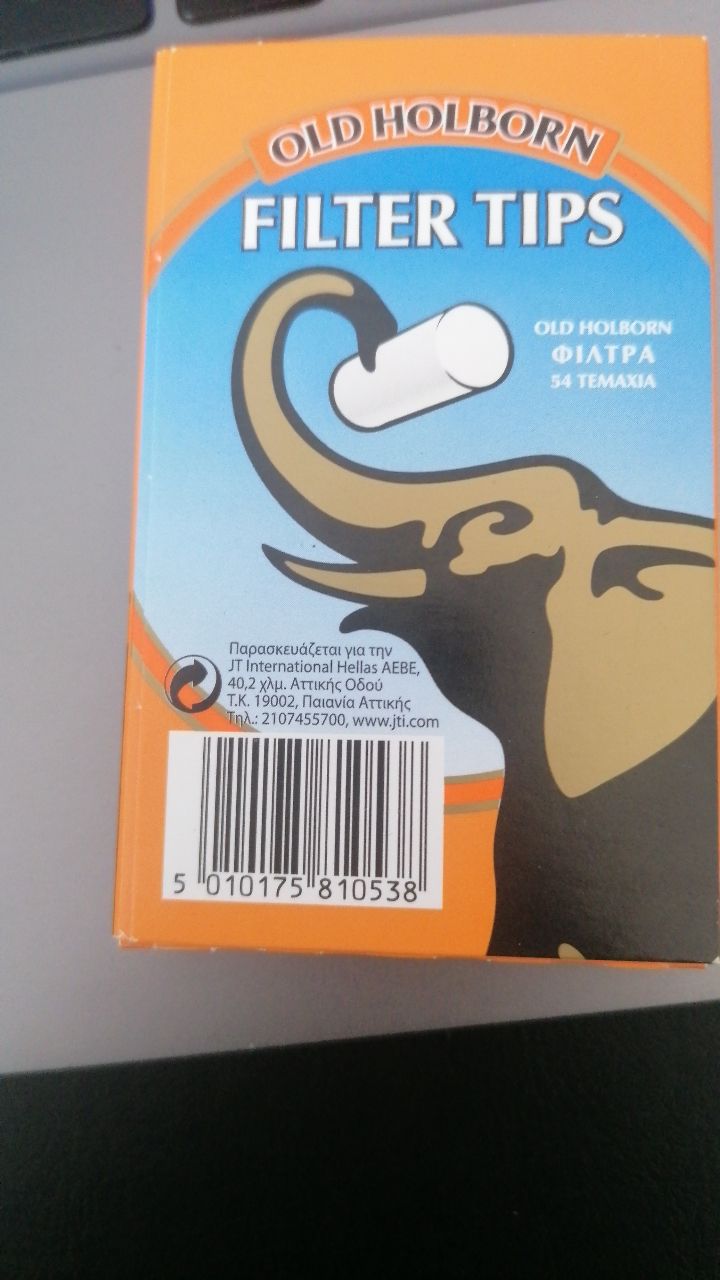 OLD HOLBORN
FILTER TIPS
OLD HOLBORN
ΦΙΛΤΡΑ
54 ΤΕΜΑΧΙΑ
Παρασκευάζεται για την
JT International Hellas AEBE,
40,2 χλμ. Αττικής Οδού
Τ.Κ. 19002, Παιανία Αττικής
Τηλ.: 2107455700, www.jti.com
5 010175 810538